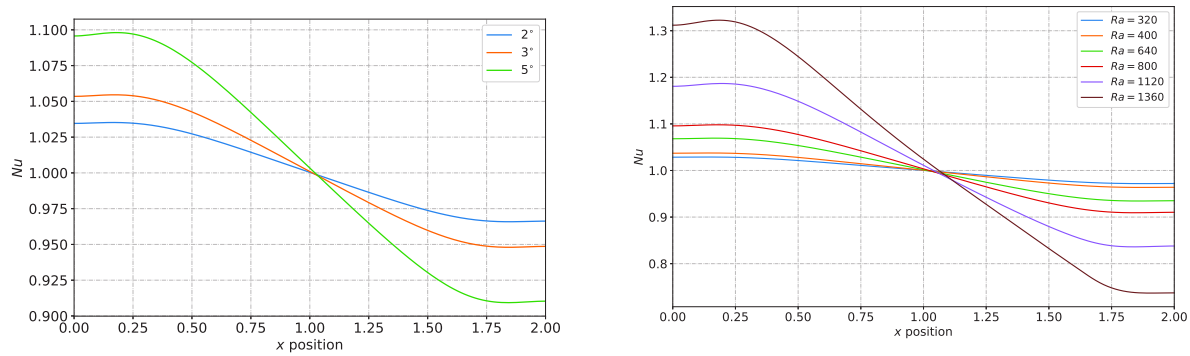 1.100
1.075
1.050
1.025
1.000
0.975
0.950
0.925
0.900
Nu
0.00 0.25 0.50 0.75 1.00 1.25 1.50 1.75 2.00
x position
2°
3°
5°
1.3
1.2
1.1
1.0
0.9
0.8
Nu
0.00 0.25 0.50 0.75 1.00 1.25 1.50 1.75 2.00
x position
Ra = 320
Ra = 400
Ra = 640
Ra = 800
Ra = 1120
Ra = 1360